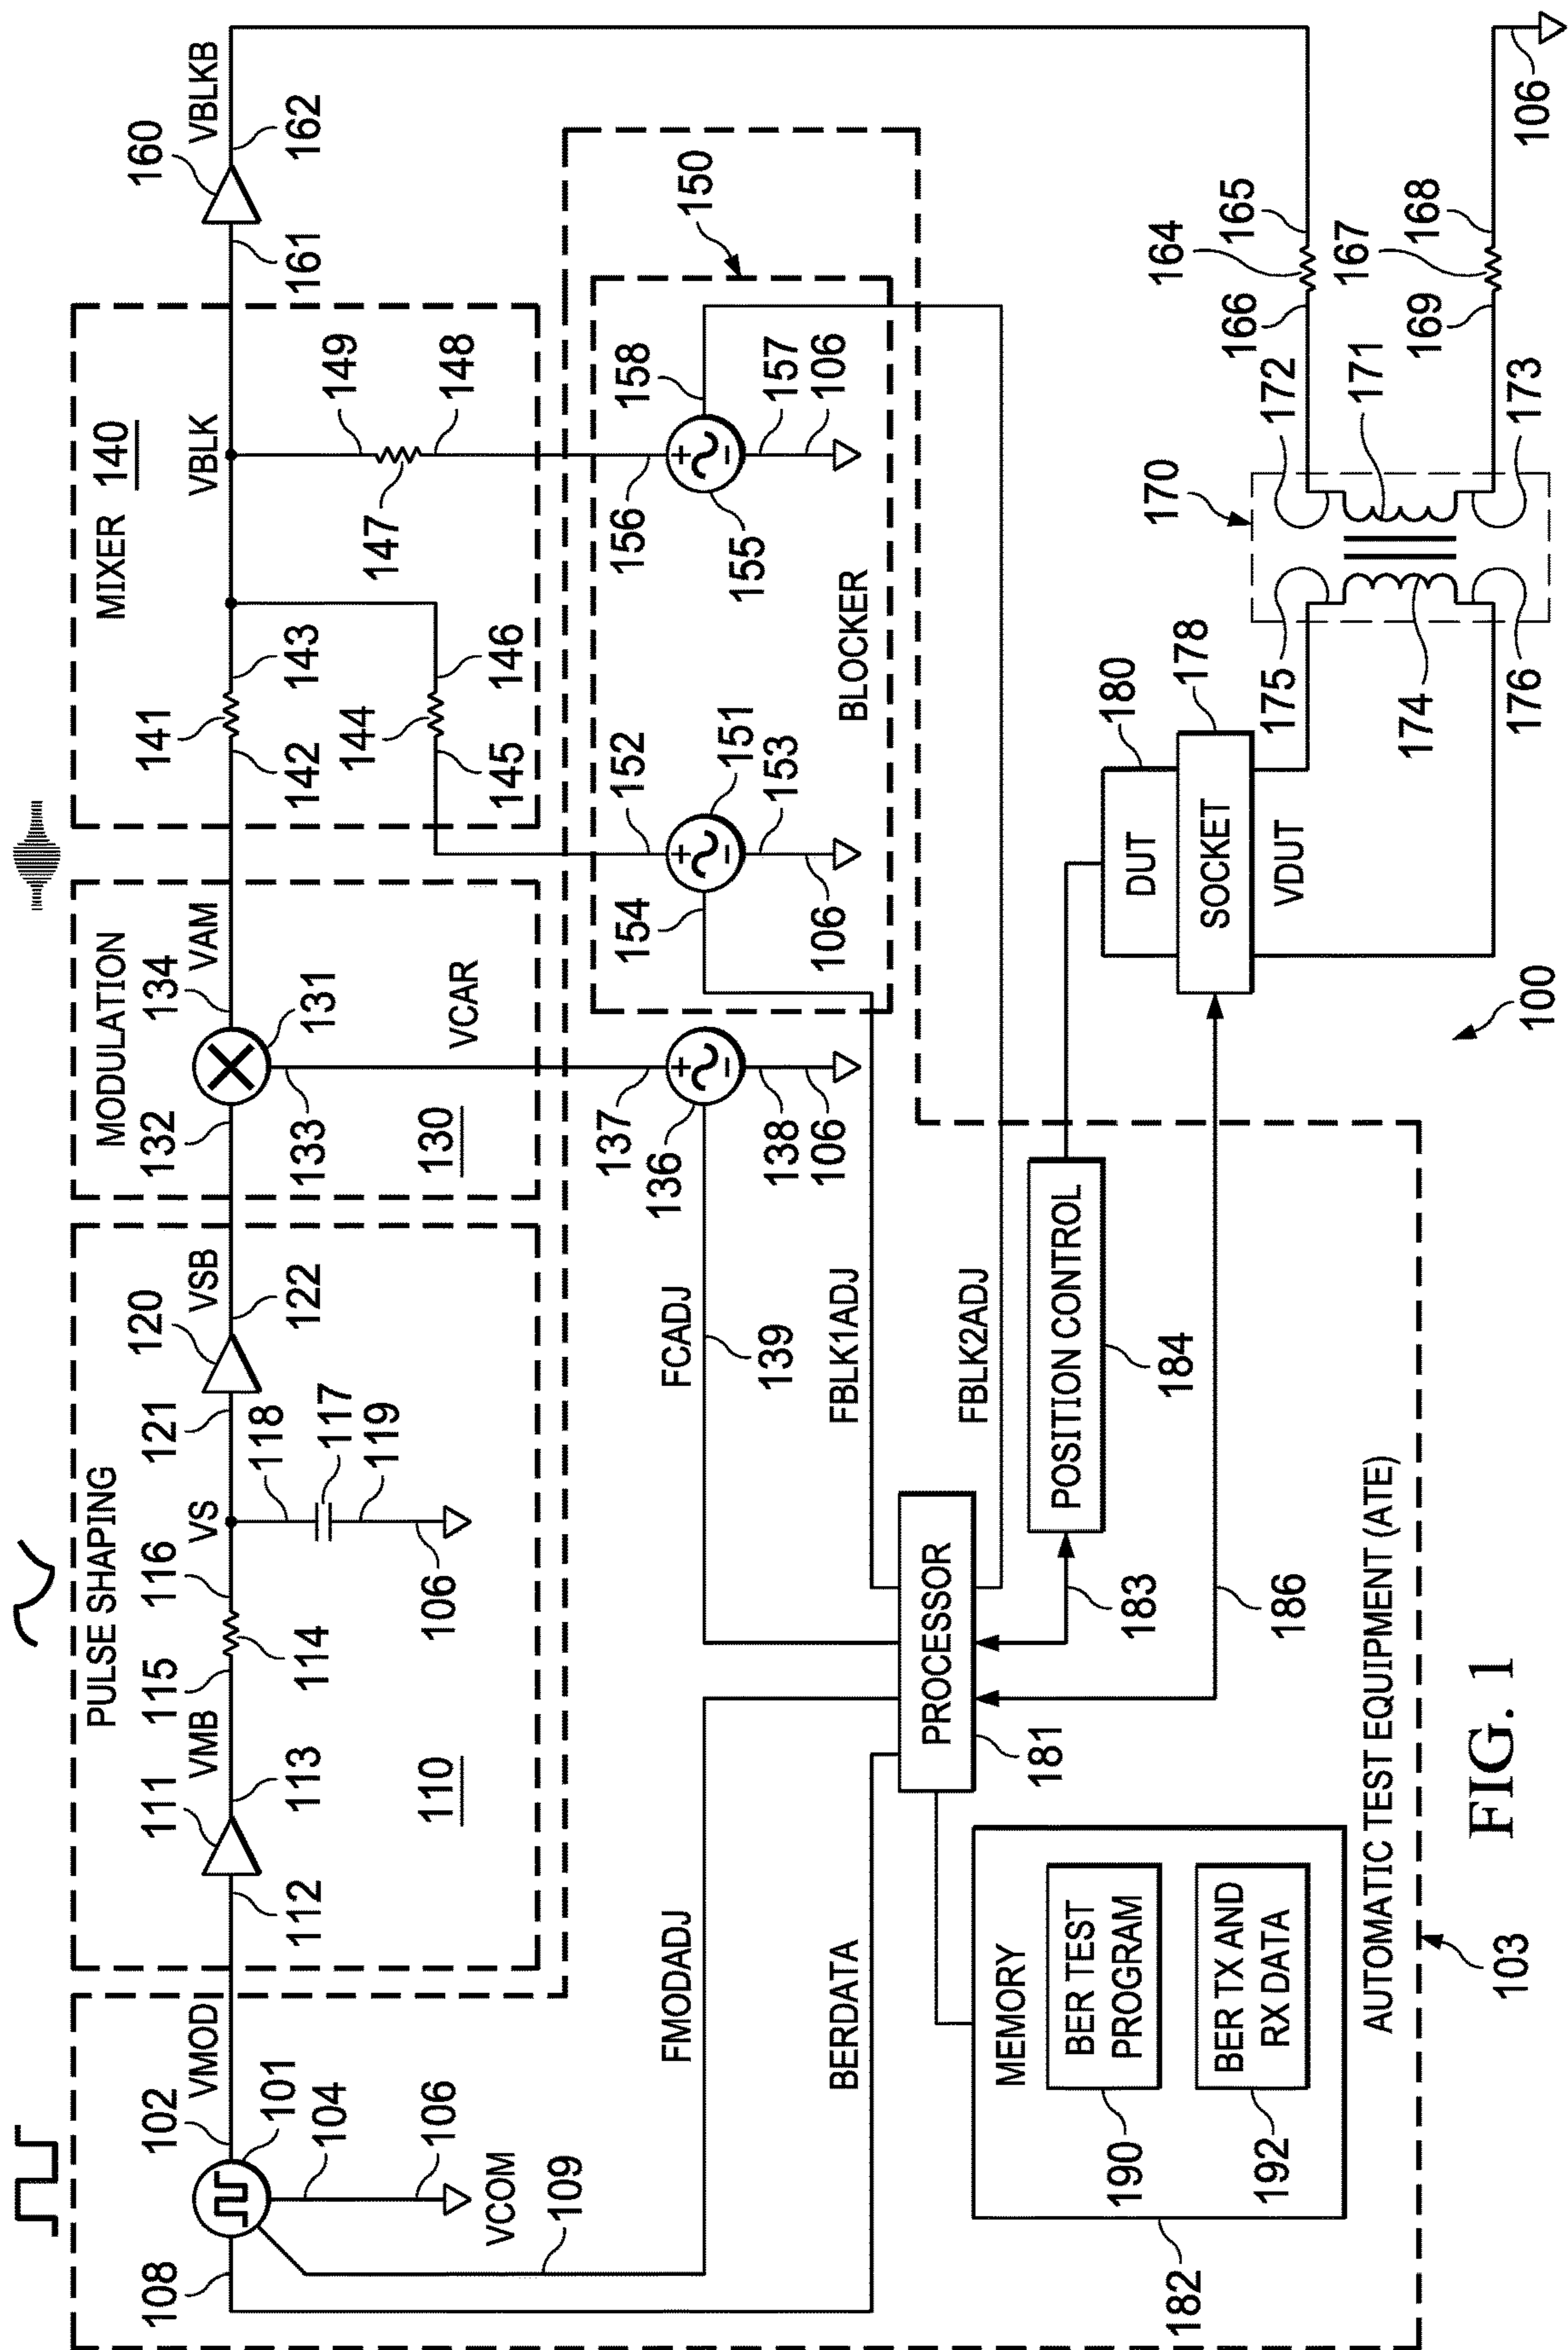 VMOD
102
101
104
106
VCOM
108
109
PULSE SHAPING
110
111
112
113
VMB
115
114
116
VS
118
117
119
106
121
120
VSB
122
MODULATION
130
132
131
133
134
VAM
VCAR
MIXER 140
141
142
143
144
145
146
VBLK
149
148
147
161
160
162
VBLKB
137
136
138
106
FCADJ
139
BLOCKER
150
152
151
153
154
106
156
155
158
157
106
FBLK1ADJ
FBLK2ADJ
FMODADJ
BERDATA
PROCESSOR
181
POSITION CONTROL
184
183
186
MEMORY
BER TEST
PROGRAM
190
BER TX AND
RX DATA
192
182
AUTOMATIC TEST EQUIPMENT (ATE)
103
DUT
180
SOCKET
178
VDUT
170
172
171
173
175
174
176
164
165
166
167
168
169
106
100
FIG. 1